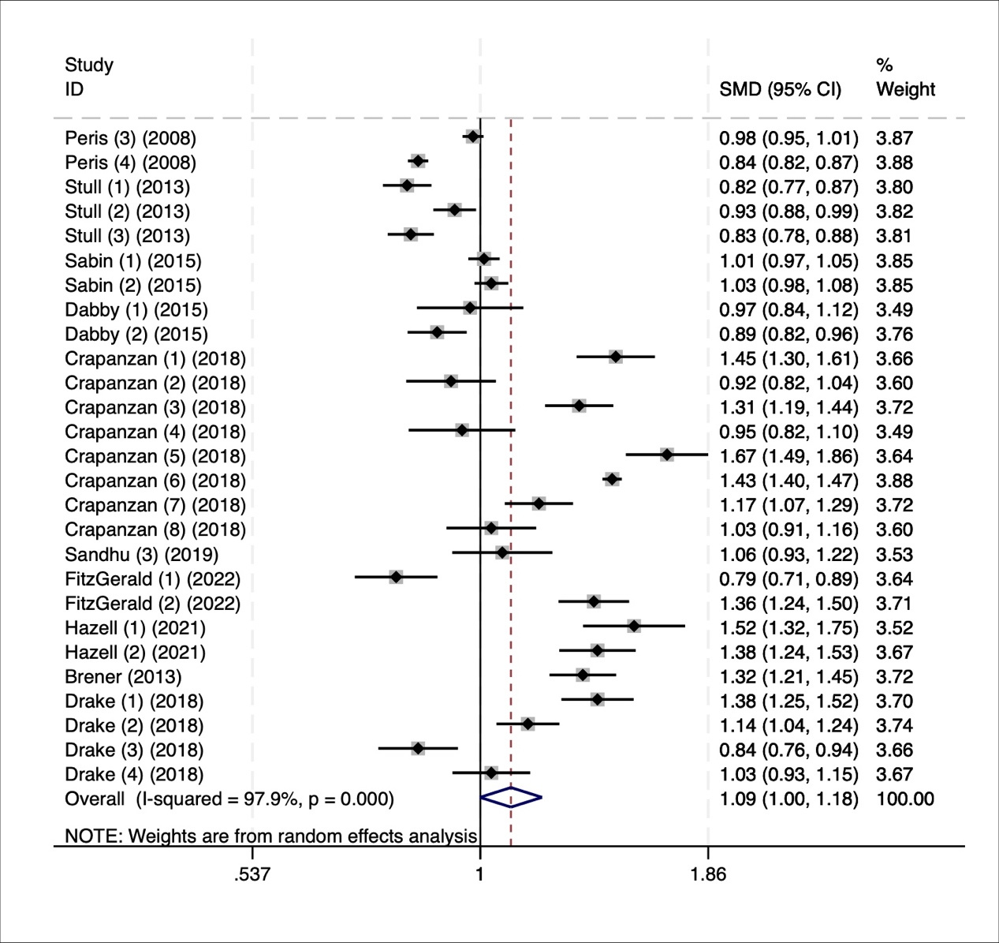 Study %
ID SMD (95% CI) Weight
Peris (3) (2008) 0.98 (0.95, 1.01) 3.87
Peris (4) (2008) 0.84 (0.82, 0.87) 3.88
Stull (1) (2013) 0.82 (0.77, 0.87) 3.80
Stull (2) (2013) 0.93 (0.88, 0.99) 3.82
Stull (3) (2013) 0.83 (0.78, 0.88) 3.81
Sabin (1) (2015) 1.01 (0.97, 1.05) 3.85
Sabin (2) (2015) 1.03 (0.98, 1.08) 3.85
Dabby (1) (2015) 0.97 (0.84, 1.12) 3.49
Dabby (2) (2015) 0.89 (0.82, 0.96) 3.76
Crapanzan (1) (2018) 1.45 (1.30, 1.61) 3.66
Crapanzan (2) (2018) 0.92 (0.82, 1.04) 3.60
Crapanzan (3) (2018) 1.31 (1.19, 1.44) 3.72
Crapanzan (4) (2018) 0.95 (0.82, 1.10) 3.49
Crapanzan (5) (2018) 1.67 (1.49, 1.86) 3.64
Crapanzan (6) (2018) 1.43 (1.40, 1.47) 3.88
Crapanzan (7) (2018) 1.17 (1.07, 1.29) 3.72
Crapanzan (8) (2018) 1.03 (0.91, 1.16) 3.60
Sandhu (3) (2019) 1.06 (0.93, 1.22) 3.53
FitzGerald (1) (2022) 0.79 (0.71, 0.89) 3.64
FitzGerald (2) (2022) 1.36 (1.24, 1.50) 3.71
Hazell (1) (2021) 1.52 (1.32, 1.75) 3.52
Hazell (2) (2021) 1.38 (1.24, 1.53) 3.67
Brener (2013) 1.32 (1.21, 1.45) 3.72
Drake (1) (2018) 1.38 (1.25, 1.52) 3.70
Drake (2) (2018) 1.14 (1.04, 1.24) 3.74
Drake (3) (2018) 0.84 (0.76, 0.94) 3.66
Drake (4) (2018) 1.03 (0.93, 1.15) 3.67
Overall (I-squared = 97.9%, p = 0.000) 1.09 (1.00, 1.18) 100.00
NOTE: Weights are from random effects analysis
.537 1 1.86